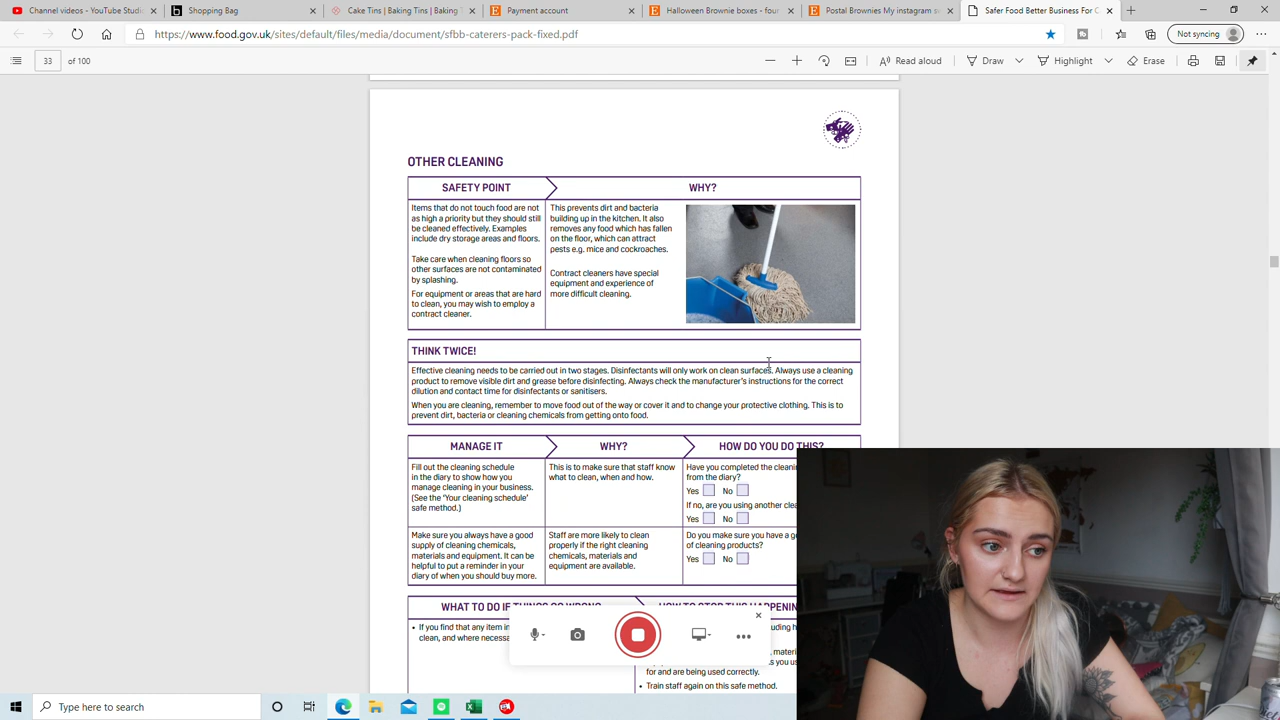 Channel videos - YouTube Studio
Shopping Bag
Cake Tins | Baking Tins | Baking
Payment account
Halloween Brownie boxes - four
Postal Brownies My instagram
Safer Food Better Business For C
Not syncing
https://www.food.gov.uk/sites/default/files/media/document/sfbb-caterers-pack-fixed.pdf
33 of 100
Read aloud
Draw
Highlight
Erase
OTHER CLEANING
SAFETY POINT
WHY?
Items that do not touch food are not
as high a priority but they should still
be cleaned effectively. Examples
include dry storage areas and floors.
Take care when cleaning floors so
other surfaces are not contaminated
by splashing.
For equipment or areas that are hard
to clean, you may wish to employ a
contract cleaner.
This prevents dirt and bacteria
building up in the kitchen. It also
removes any food which has fallen
on the floor, which can attract
pests e.g. mice and cockroaches.
Contract cleaners have special
equipment and experience of
more difficult cleaning.
THINK TWICE!
Effective cleaning needs to be carried out in two stages. Disinfectants will only work on clean surfaces. Always use a cleaning
product to remove visible dirt and grease before disinfecting. Always check the manufacturer's instructions for the correct
dilution and contact time for disinfectants or sanitisers.
When you are cleaning, remember to move food out of the way or cover it and to change your protective clothing. This is to
prevent dirt, bacteria or cleaning chemicals from getting onto food.
MANAGE IT
WHY?
HOW DO YOU DO THIS?
Fill out the cleaning schedule
in the diary to show how you
manage cleaning in your business.
(See the 'Your cleaning schedule'
safe method.)
This is to make sure that staff know
what to clean, when and how.
Have you completed the cleanin
from the diary?
Yes No
If no, are you using another clea
Yes No
Make sure you always have a good
supply of cleaning chemicals,
materials and equipment. It can be
helpful to put a reminder in your
diary of when you should buy more.
Staff are more likely to clean
properly if the right cleaning
chemicals, materials and
equipment are available.
Do you make sure you have a g
of cleaning products?
Yes No
WHAT TO DO IF THINGS GO WRONG
HOW TO STOP THIS HAPPENIN
• If you find that any item i
clean, and where necessa
for and are being used correctly.
• Train staff again on this safe method.
Type here to search